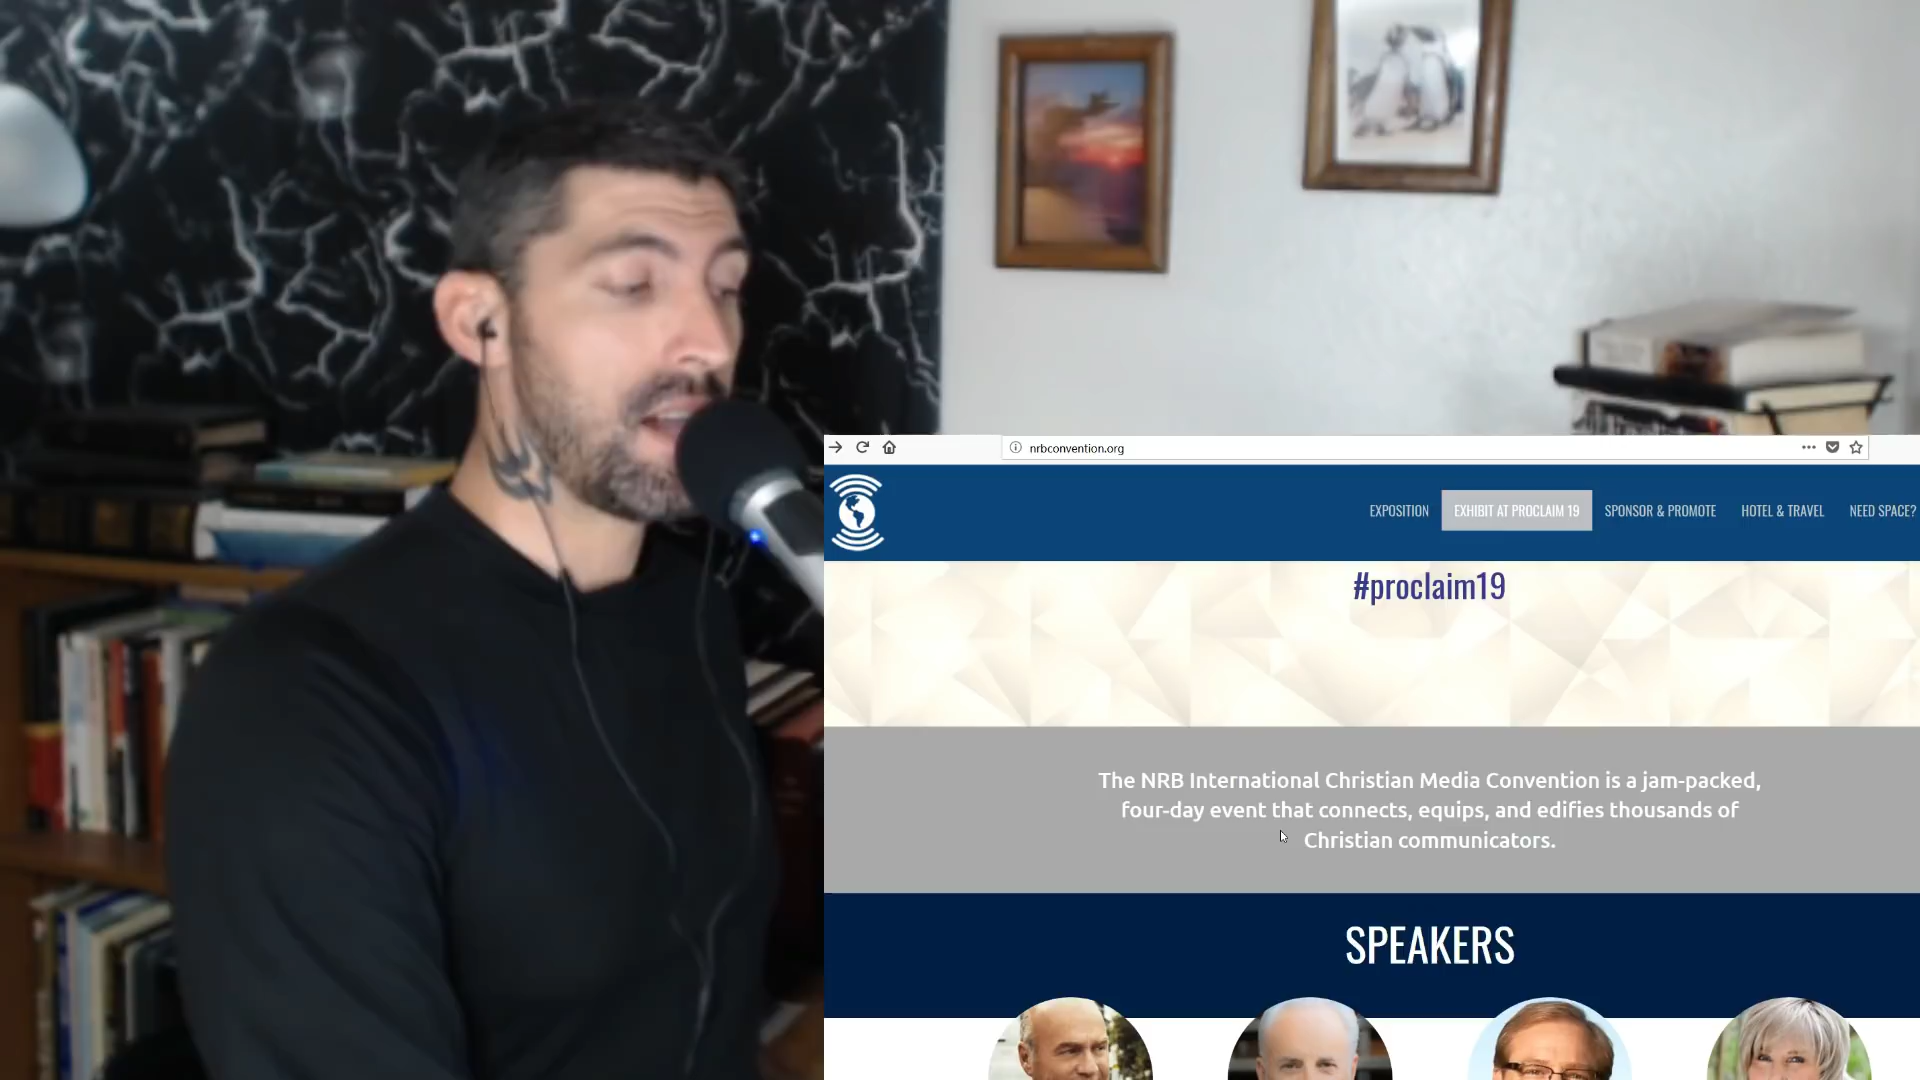 nrbconvention.org
EXPOSITION EXHIBIT AT PROCLAIM 19 SPONSOR & PROMOTE HOTEL & TRAVEL NEED SPACE?
#proclaim19
The NRB International Christian Media Convention is a jam-packed,
four-day event that connects, equips, and edifies thousands of
Christian communicators.
SPEAKERS